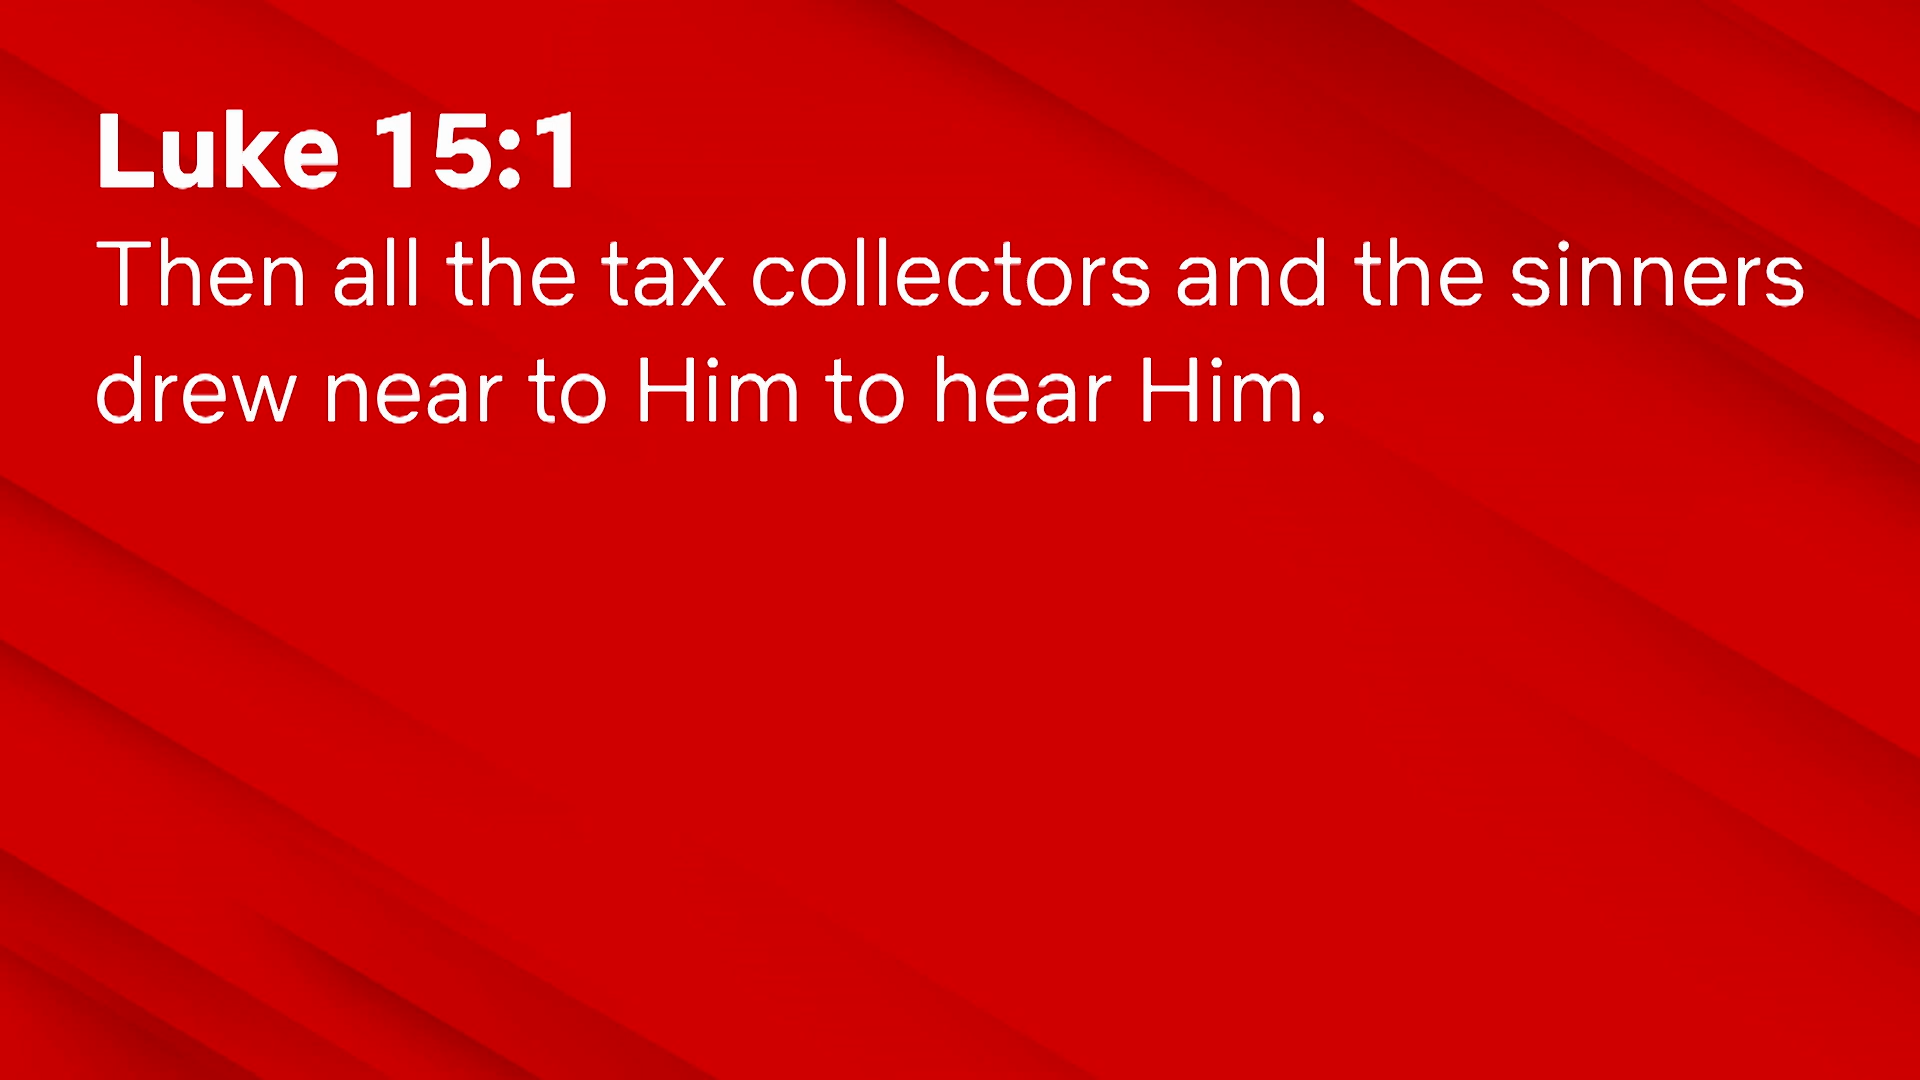 Luke 15:1
Then all the tax collectors and the sinners
drew near to Him to hear Him.